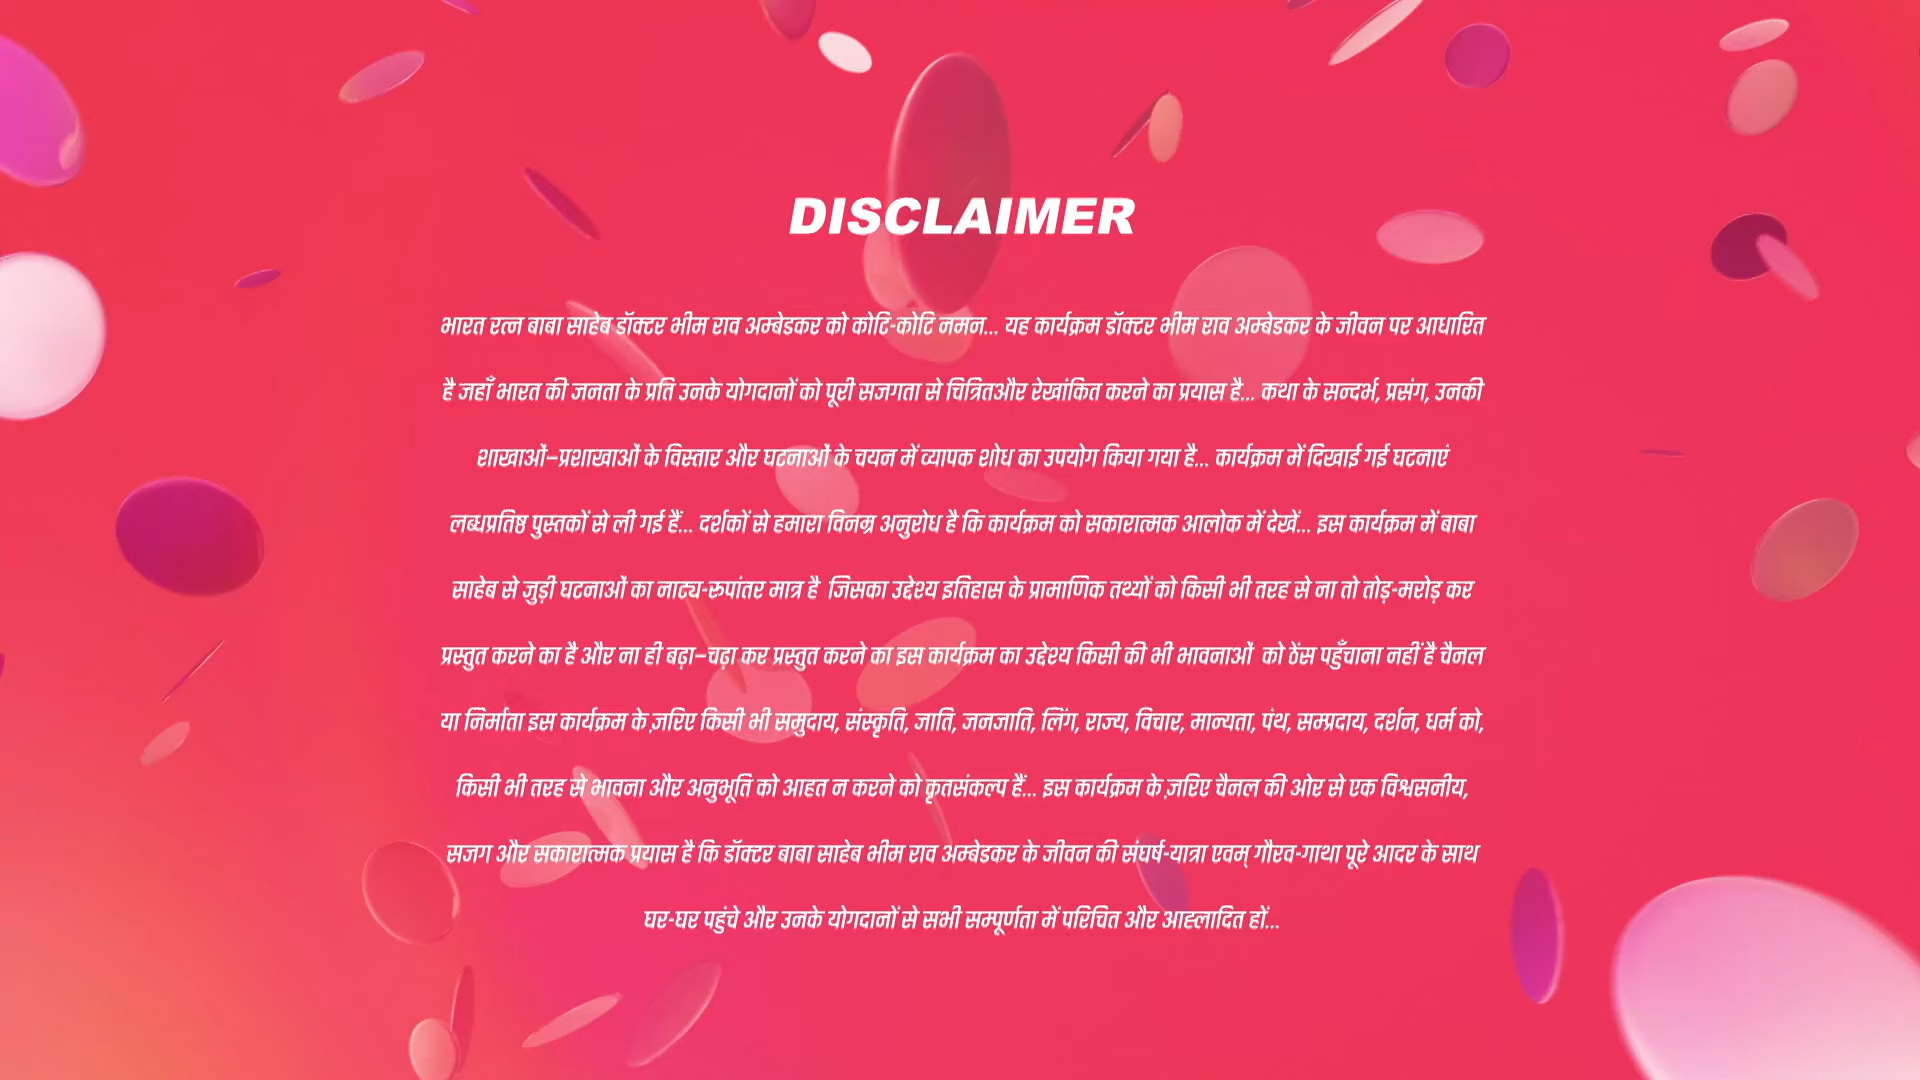 DISCLAIMER
भारत रत्न बाबा साहेब डॉक्टर भीम राव अम्बेडकर को कोटि-कोटि नमन... यह कार्यक्रम डॉक्टर भीम राव अम्बेडकर के जीवन पर आधारित
है जहाँ भारत की जनता के प्रति उनके योगदानों को पूरी सजगता से चित्रितऔर रेखांकित करने का प्रयास है... कथा के सन्दर्भ, प्रसंग, उनकी
शाखाओं–प्रशाखाओं के विस्तार और घटनाओं के चयन में व्यापक शोध का उपयोग किया गया है... कार्यक्रम में दिखाई गई घटनाएं
लब्धप्रतिष्ठ पुस्तकों से ली गई हैं... दर्शकों से हमारा विनम्र अनुरोध है कि कार्यक्रम को सकारात्मक आलोक में देखें... इस कार्यक्रम में बाबा
साहेब से जुड़ी घटनाओं का नाट्य-रूपांतर मात्र है जिसका उद्देश्य इतिहास के प्रामाणिक तथ्यों को किसी भी तरह से ना तो तोड़-मरोड़ कर
प्रस्तुत करने का है और ना ही बढ़ा–चढ़ा कर प्रस्तुत करने का इस कार्यक्रम का उद्देश्य किसी की भी भावनाओं को ठेंस पहुँचाना नहीं है चैनल
या निर्माता इस कार्यक्रम के ज़रिए किसी भी समुदाय, संस्कृति, जाति, जनजाति, लिंग, राज्य, विचार, मान्यता, पंथ, सम्प्रदाय, दर्शन, धर्म को,
किसी भी तरह से भावना और अनुभूति को आहत न करने को कृतसंकल्प हैं... इस कार्यक्रम के ज़रिए चैनल की ओर से एक विश्वसनीय,
सजग और सकारात्मक प्रयास है कि डॉक्टर बाबा साहेब भीम राव अम्बेडकर के जीवन की संघर्ष-यात्रा एवम् गौरव-गाथा पूरे आदर के साथ
घर-घर पहुंचे और उनके योगदानों से सभी सम्पूर्णता में परिचित और आह्लादित हों...